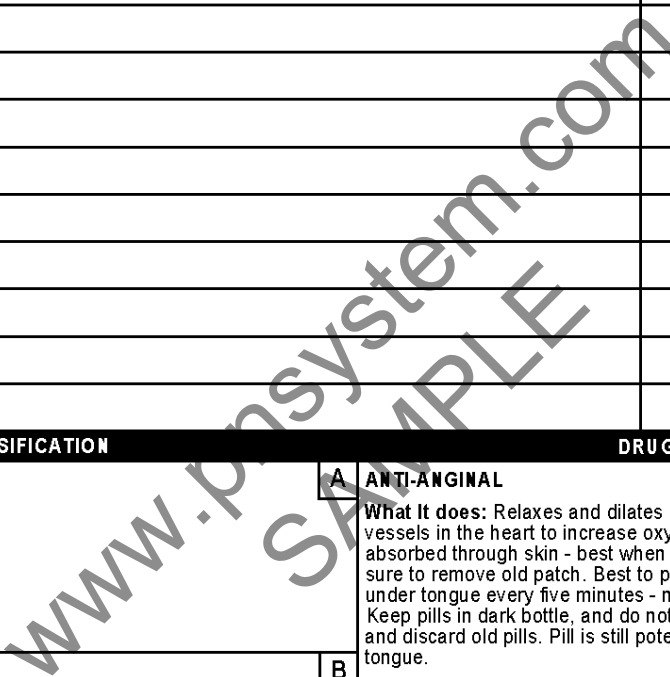 SIFICATION
DRUG
A
ANTI-ANGINAL
What It does: Relaxes and dilates
vessels in the heart to increase oxy
absorbed through skin - best when
sure to remove old patch. Best to p
under tongue every five minutes - n
Keep pills in dark bottle, and do not
and discard old pills. Pill is still pote
tongue.
B
www.pnsystem.com
SAMPLE